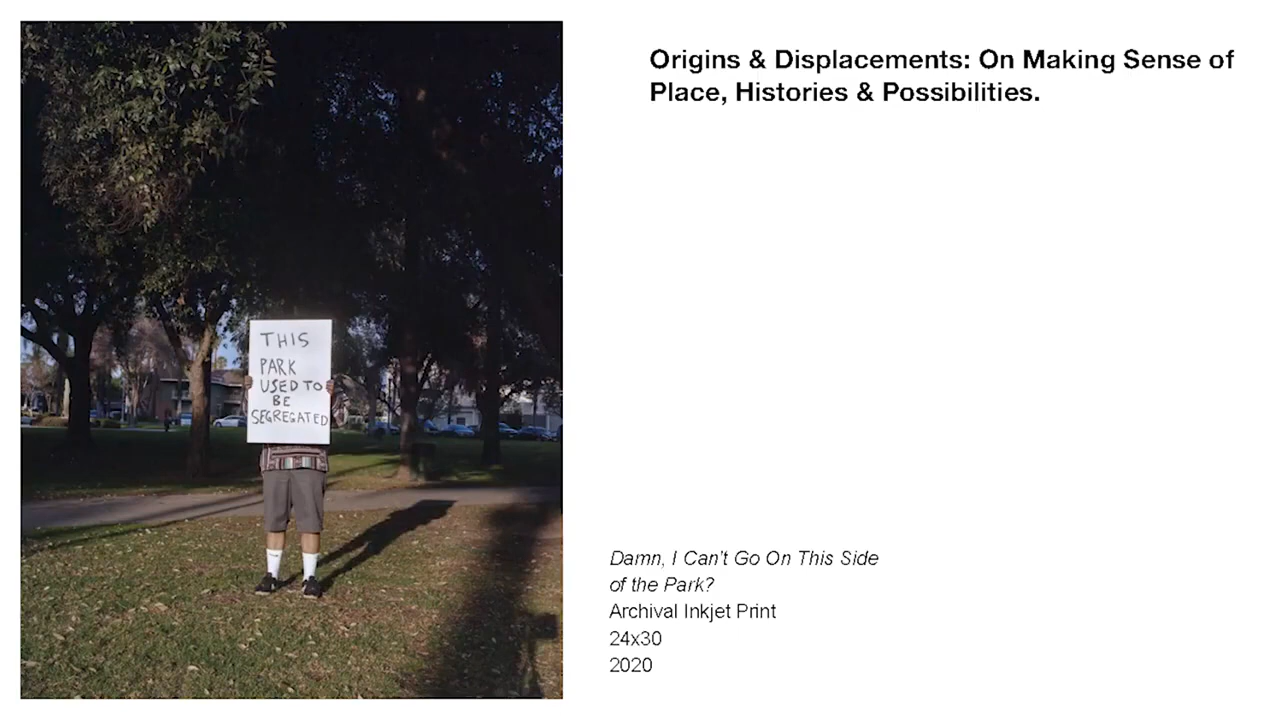 Origins & Displacements: On Making Sense of
Place, Histories & Possibilities.
THIS
PARK
USED TO
BE
SEGREGATED
Damn, I Can't Go On This Side
of the Park?
Archival Inkjet Print
24x30
2020